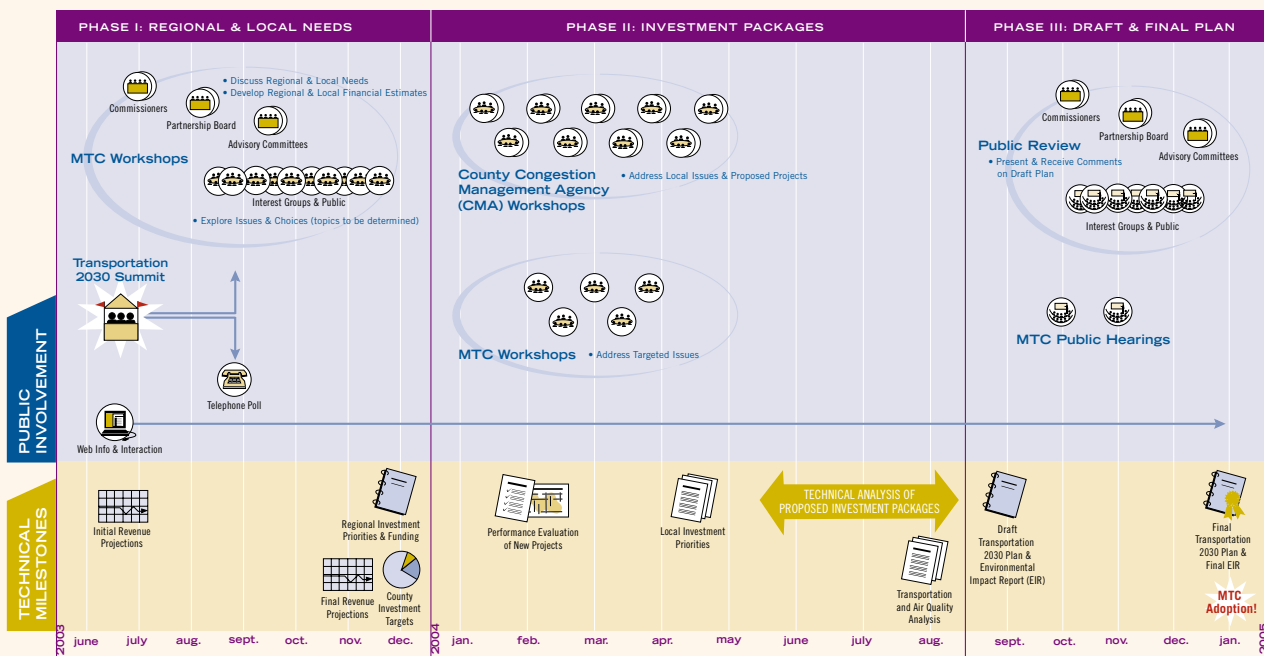 PHASE I: REGIONAL & LOCAL NEEDS
PHASE II: INVESTMENT PACKAGES
PHASE III: DRAFT & FINAL PLAN
• Discuss Regional & Local Needs
• Develop Regional & Local Financial Estimates
Commissioners
Partnership Board
Advisory Committees
MTC Workshops
Interest Groups & Public
• Explore Issues & Choices (topics to be determined)
Transportation
2030 Summit
Telephone Poll
Web Info & Interaction
County Congestion
Management Agency
(CMA) Workshops
• Address Local Issues & Proposed Projects
MTC Workshops
• Address Targeted Issues
Commissioners
Partnership Board
Advisory Committees
Public Review
• Present & Receive Comments
on Draft Plan
Interest Groups & Public
MTC Public Hearings
PUBLIC
INVOLVEMENT
TECHNICAL
MILESTONES
Initial Revenue
Projections
Regional Investment
Priorities & Funding
Final Revenue
Projections
County
Investment
Targets
Performance Evaluation
of New Projects
Local Investment
Priorities
TECHNICAL ANALYSIS OF
PROPOSED INVESTMENT PACKAGES
Transportation
and Air Quality
Analysis
Draft
Transportation
2030 Plan &
Environmental
Impact Report (EIR)
Final
Transportation
2030 Plan &
Final EIR
MTC
Adoption!
2003
june
july
aug.
sept.
oct.
nov.
dec.
2004
jan.
feb.
mar.
apr.
may
june
july
aug.
sept.
oct.
nov.
dec.
jan.
2005